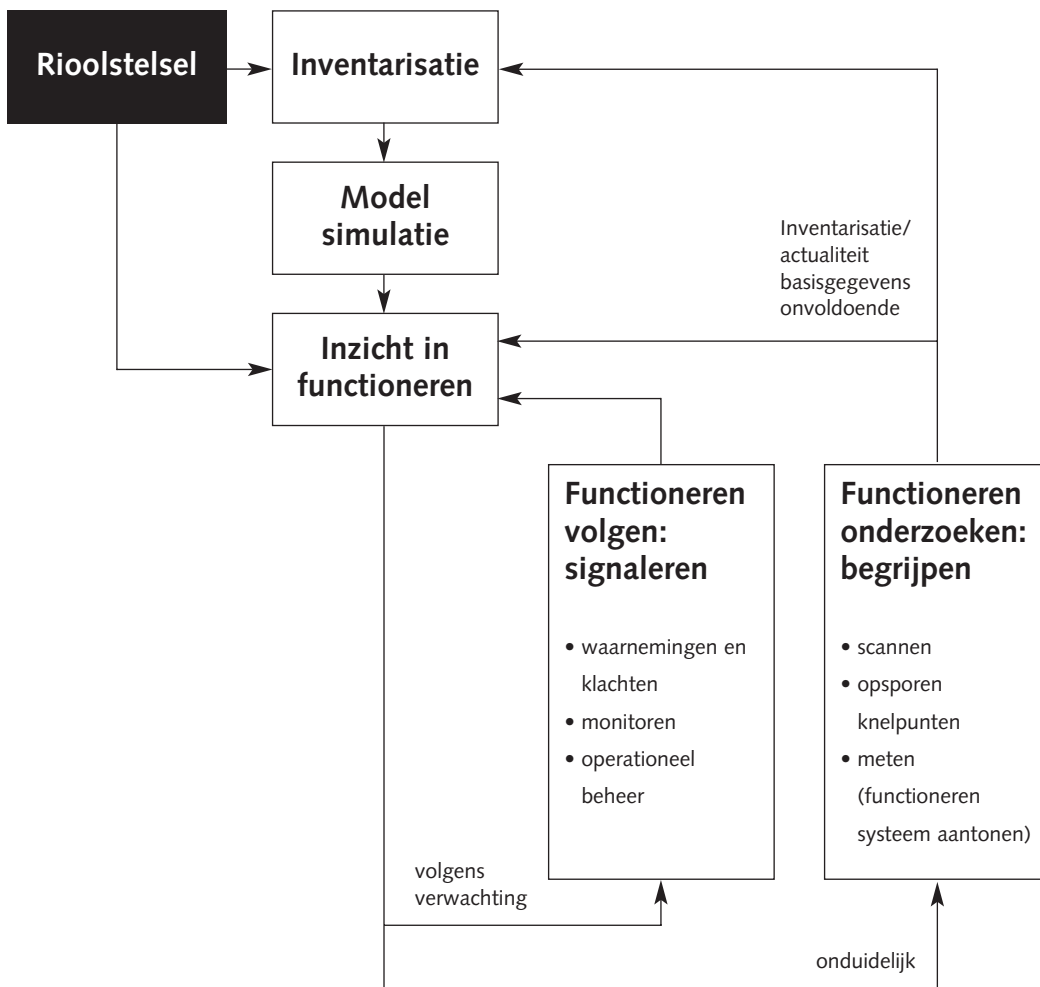 Rioolstelsel
Inventarisatie
Model
simulatie
Inventarisatie/
actualiteit
basisgegevens
onvoldoende
Inzicht in
functioneren
Functioneren
volgen:
signaleren
• waarnemingen en
klachten
• monitoren
• operationeel
beheer
Functioneren
onderzoeken:
begrijpen
• scannen
• opsporen
knelpunten
• meten
(functioneren
systeem aantonen)
volgens
verwachting
onduidelijk